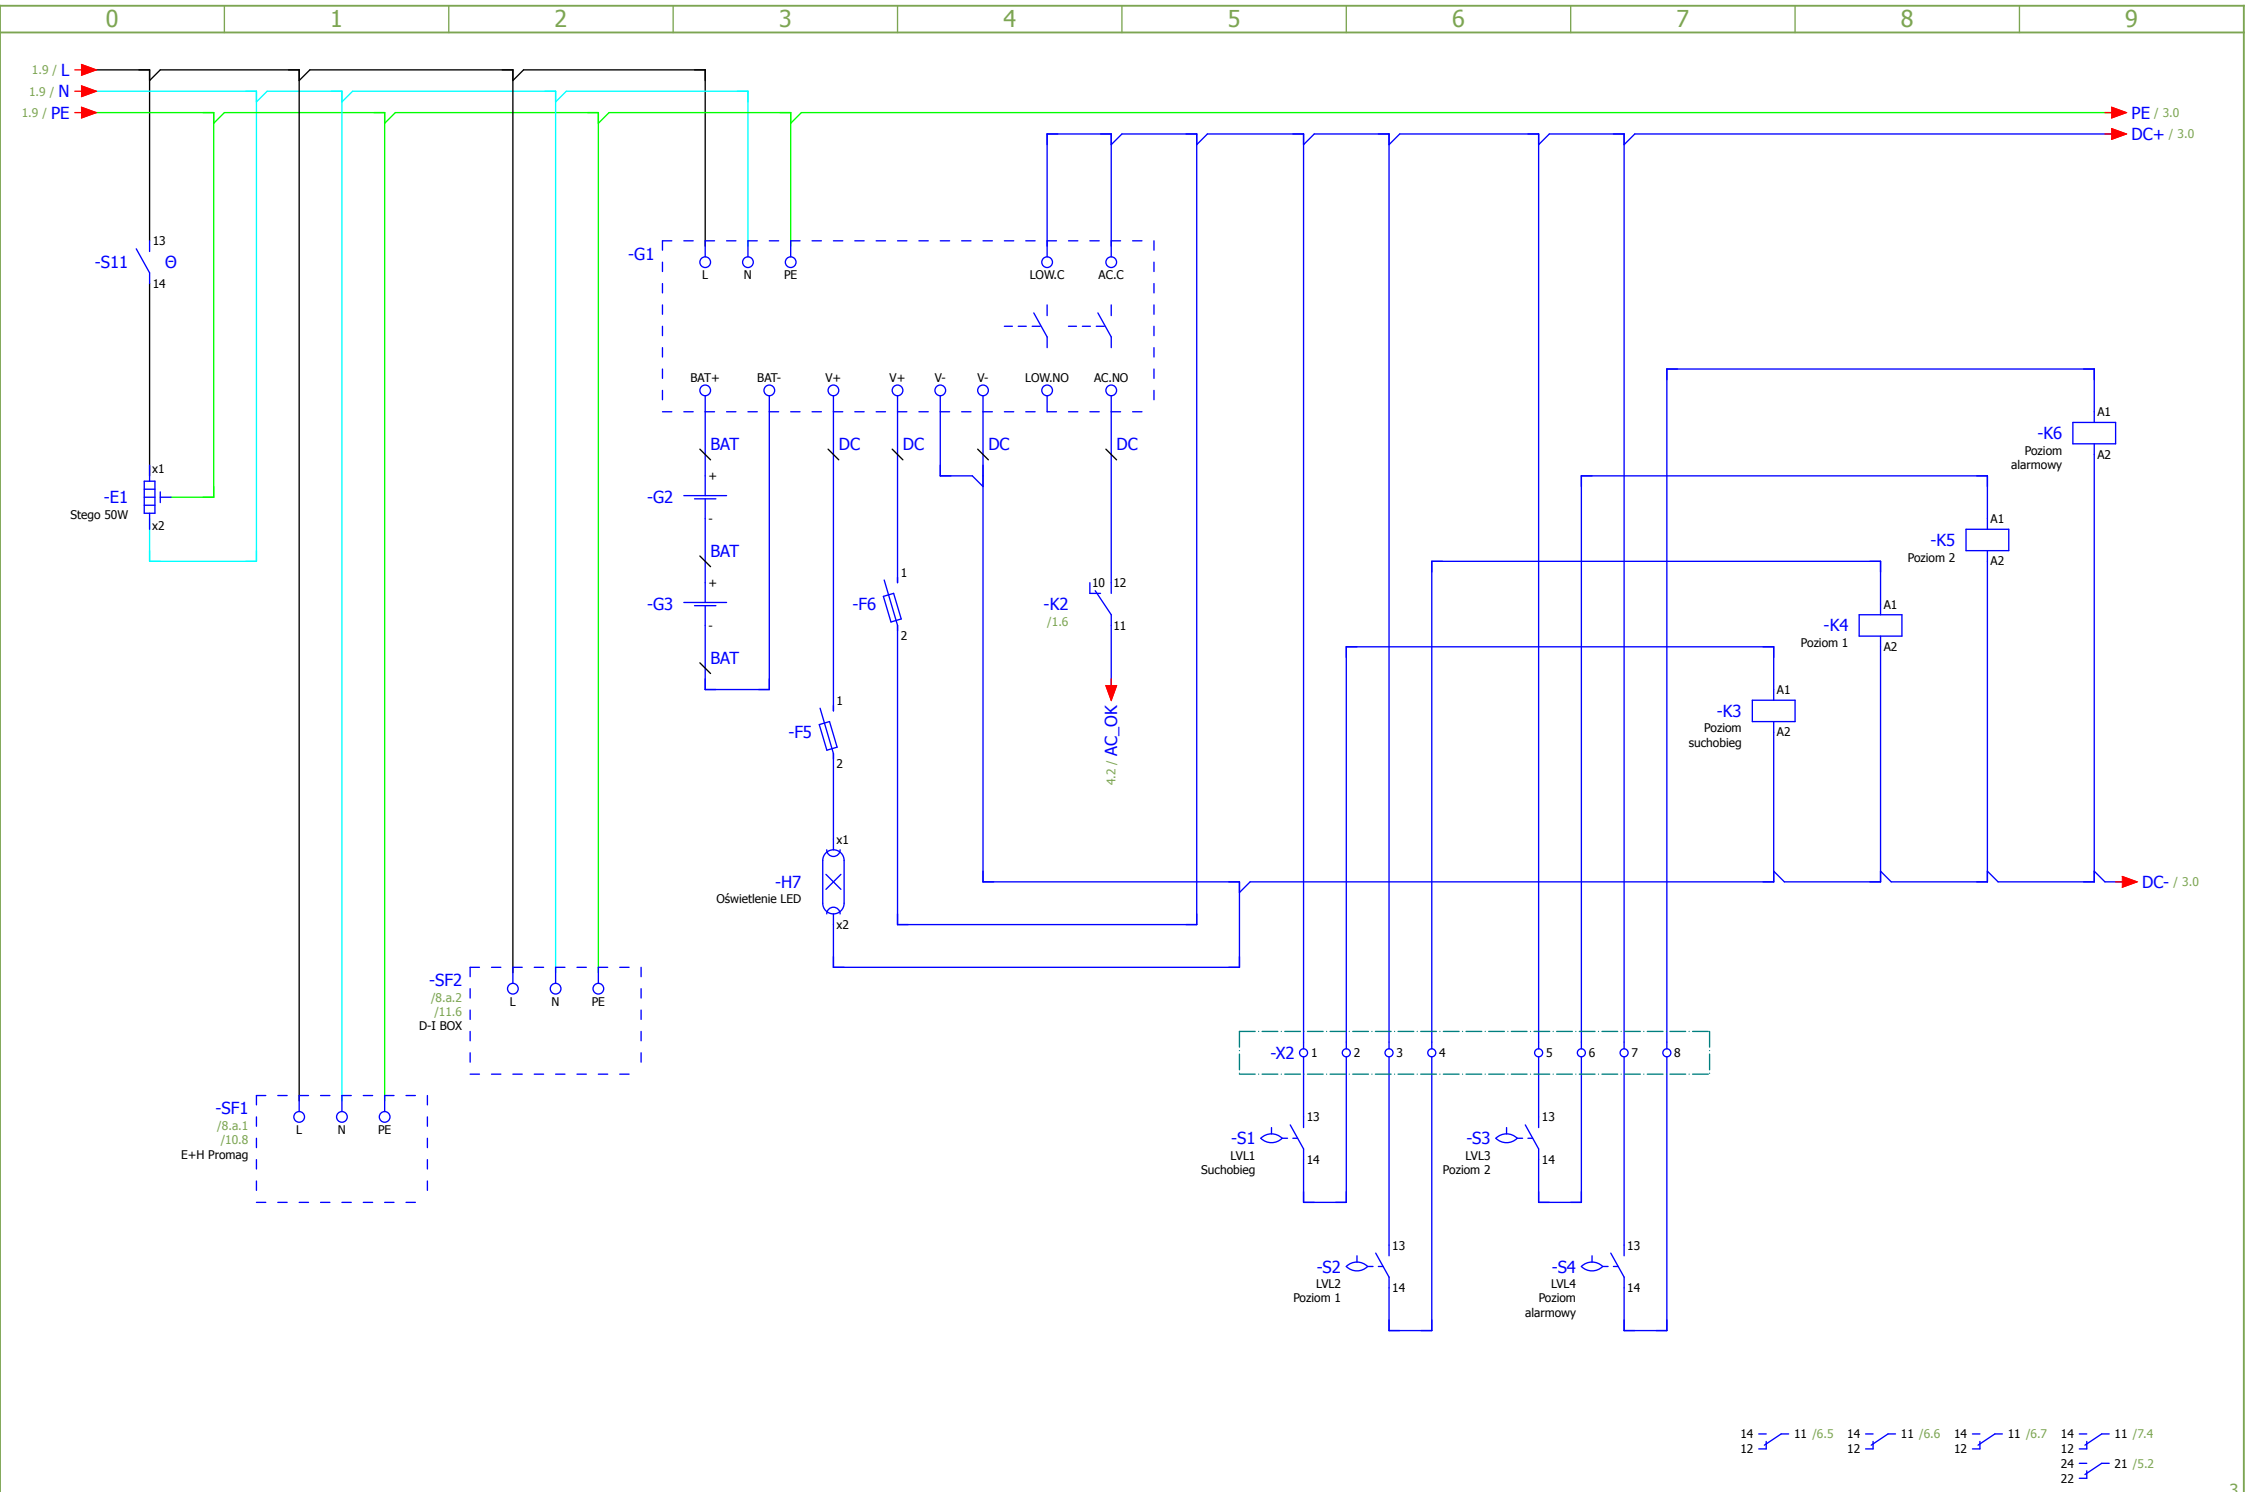 0 1 2 3 4 5 6 7 8 9
1.9 / L
1.9 / N
1.9 / PE
PE / 3.0
DC+ / 3.0
13
-S11 Θ
14
x1
-E1
Stego 50W
x2
-G1
L N PE LOW.C AC.C
BAT+ BAT- V+ V+ V- V- LOW.NO AC.NO
BAT DC DC DC DC
+
-G2
-
BAT
+
-G3
-
BAT
1
-F6
2
10 12
-K2
/1.6
11
AC_OK
4.2 /
1
-F5
2
x1
-H7
Oświetlenie LED
x2
A1
-K6
Poziom
alarmowy
A2
A1
-K5
Poziom 2
A2
A1
-K4
Poziom 1
A2
A1
-K3
Poziom
suchobieg
A2
DC- / 3.0
-SF2
/8.a.2
/11.6
D-I BOX
L N PE
-SF1
/8.a.1
/10.8
E+H Promag
L N PE
-X2 1 2 3 4 5 6 7 8
13
-S1
LVL1
Suchobieg
14
13
-S3
LVL3
Poziom 2
14
13
-S2
LVL2
Poziom 1
14
13
-S4
LVL4
Poziom
alarmowy
14
14 11 /6.5 14 11 /6.6 14 11 /6.7 14 11 /7.4
12 12 12 12
24 21 /5.2
22
3